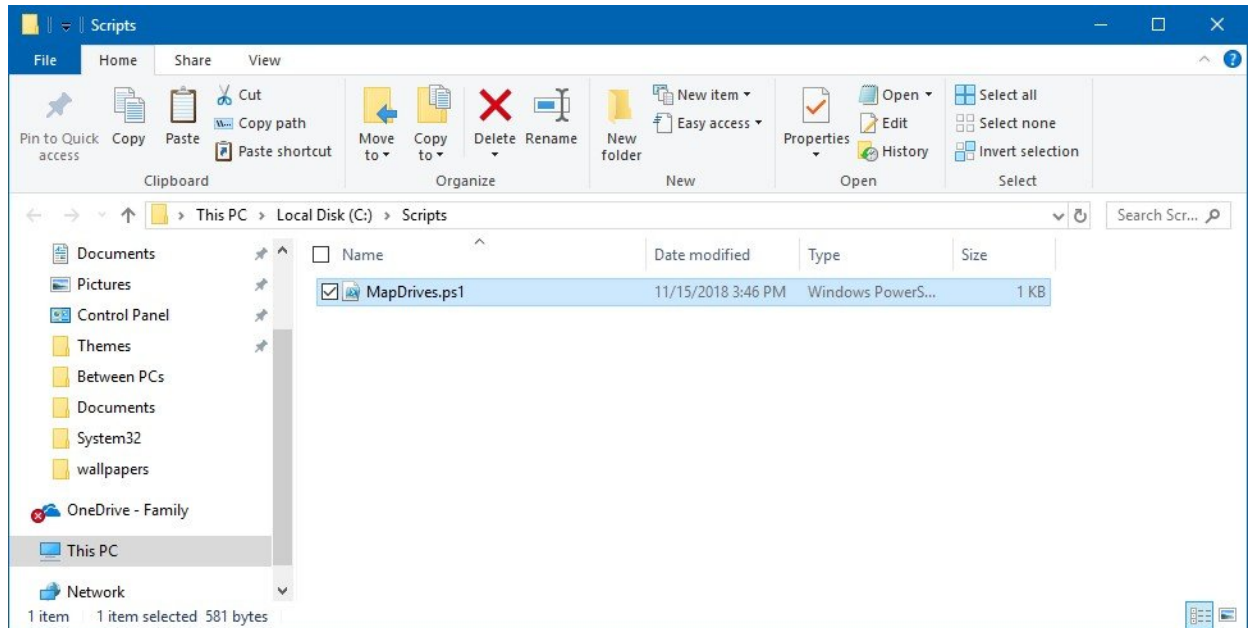 Scripts
File Home Share View
Pin to Quick access
Copy
Paste
Cut
Copy path
Paste shortcut
Clipboard
Move to
Copy to
Delete
Rename
Organize
New folder
New item
Easy access
New
Properties
Open
Edit
History
Open
Select all
Select none
Invert selection
Select
This PC > Local Disk (C:) > Scripts
Search Scr...
Documents
Pictures
Control Panel
Themes
Between PCs
Documents
System32
wallpapers
OneDrive - Family
This PC
Network
Name Date modified Type Size
MapDrives.ps1 11/15/2018 3:46 PM Windows PowerS... 1 KB
1 item 1 item selected 581 bytes